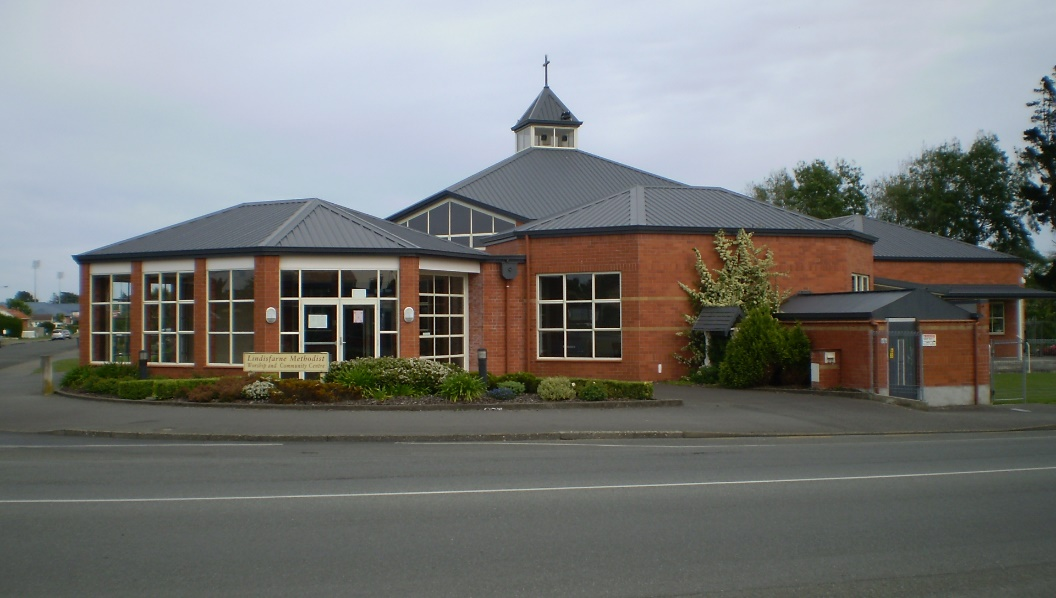 Lindisfarne Methodist
Worship and Community Centre